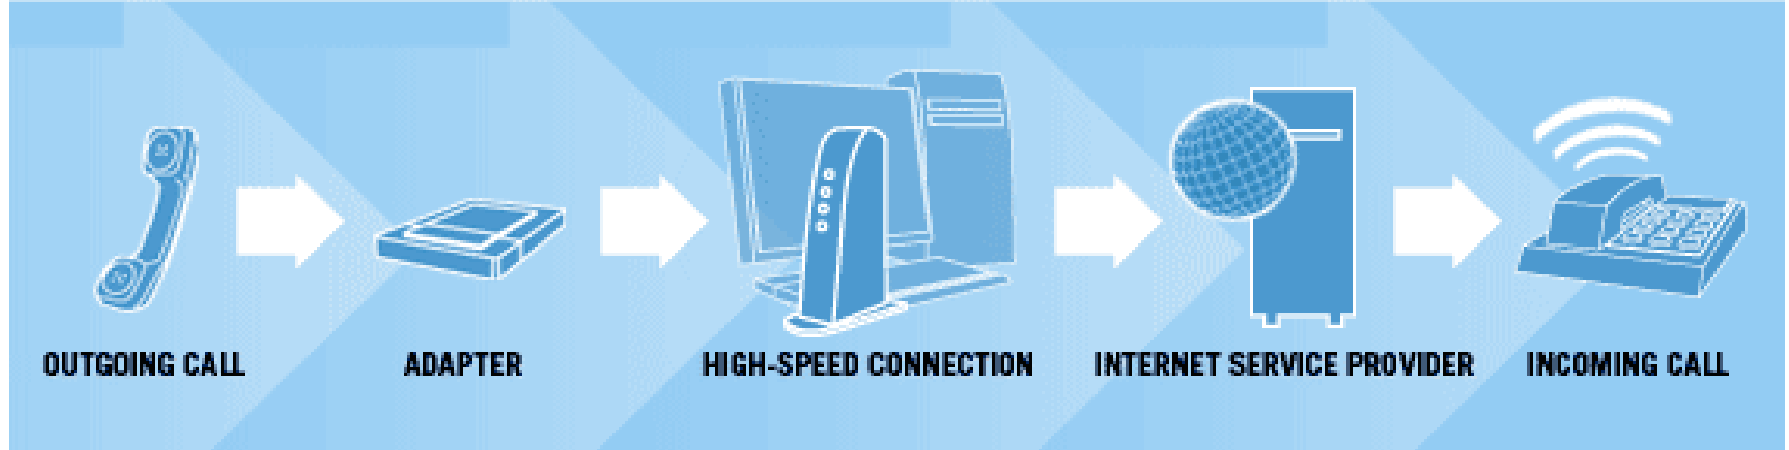 OUTGOING CALL
ADAPTER
HIGH-SPEED CONNECTION
INTERNET SERVICE PROVIDER
INCOMING CALL